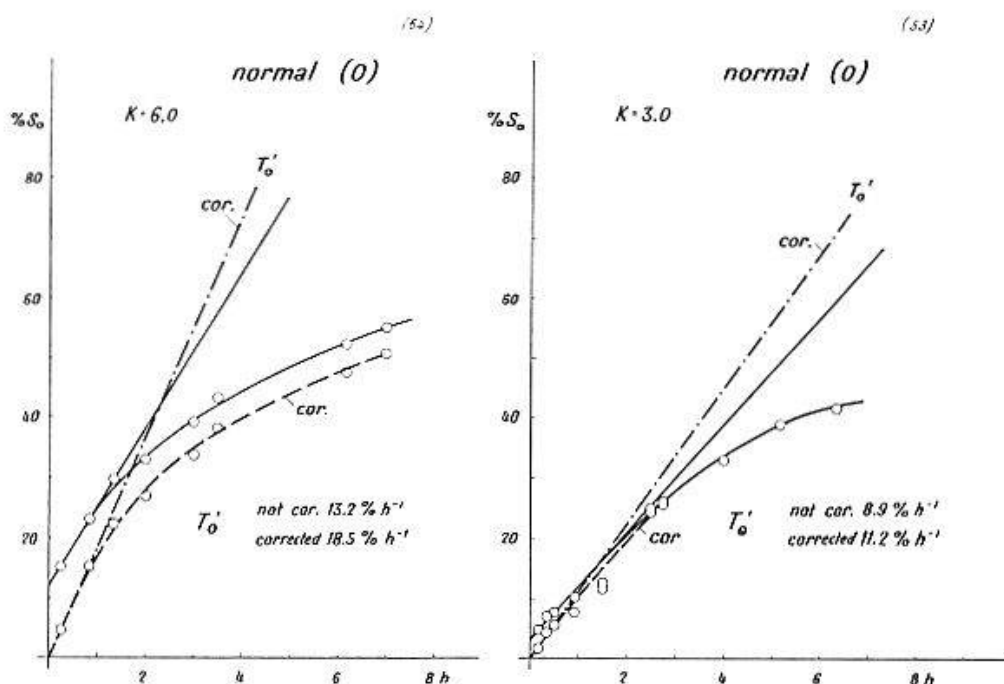 (52)
normal (0)
K = 6.0
% S₀
T₀'
cor.
80
60
40
20
cor.
T₀' not cor. 13.2 % h⁻¹
corrected 18.5 % h⁻¹
2 4 6 8 h
(53)
normal (0)
K = 3.0
% S₀
T₀'
cor.
80
60
40
20
cor
T₀' not cor. 8.9 % h⁻¹
corrected 11.2 % h⁻¹
2 4 6 8 h